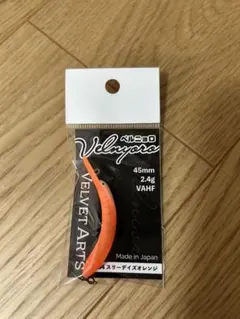 ベルニョロ
Velnyoro
45mm
2.4g
VAHF
VELVET ARTS
Made in Japan
スリーデイズオレンジ